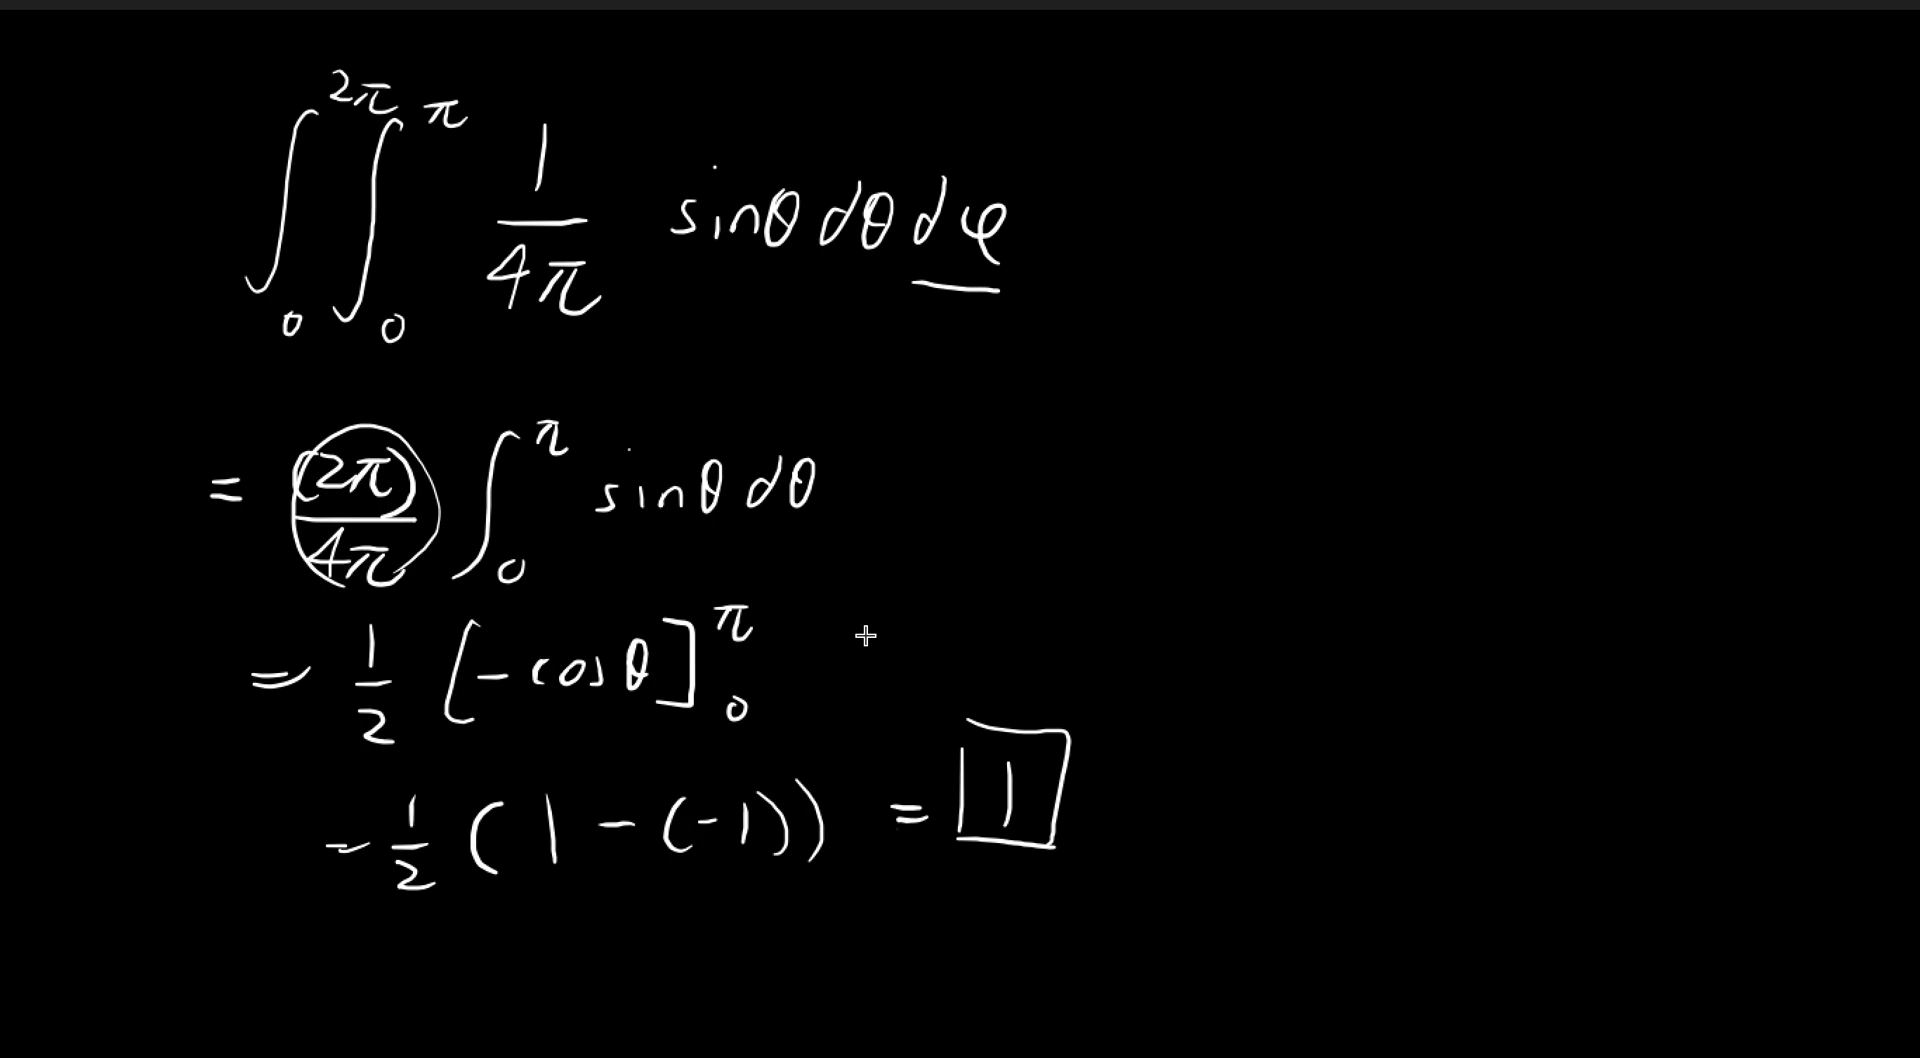 ∫₀^{2π} ∫₀^{π} 1/4π sinθ dθ dφ
= (2π)/4π ∫₀^{π} sinθ dθ
= 1/2 [-cosθ]₀^{π}
= 1/2 (1 - (-1)) = 1